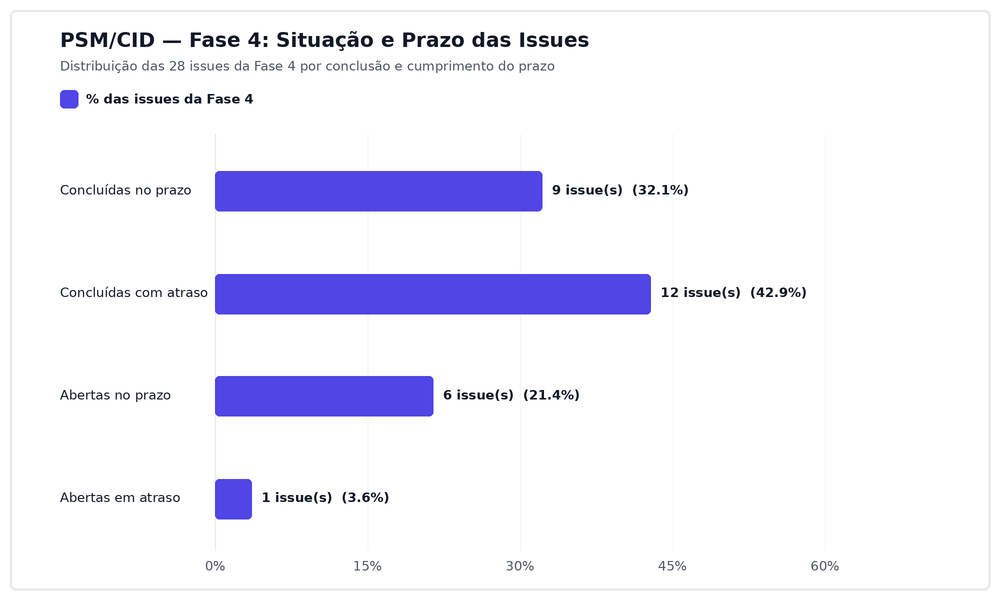 PSM/CID — Fase 4: Situação e Prazo das Issues
Distribuição das 28 issues da Fase 4 por conclusão e cumprimento do prazo
% das issues da Fase 4
Concluídas no prazo 9 issue(s) (32.1%)
Concluídas com atraso 12 issue(s) (42.9%)
Abertas no prazo 6 issue(s) (21.4%)
Abertas em atraso 1 issue(s) (3.6%)
0% 15% 30% 45% 60%